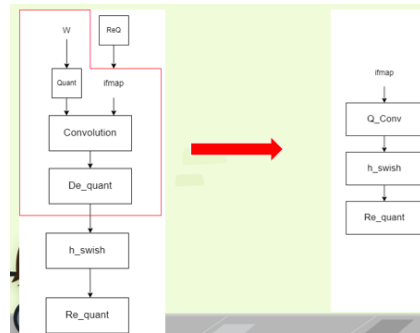 W
ReQ
Quant
ifmap
Convolution
De_quant
h_swish
Re_quant
ifmap
Q_Conv
h_swish
Re_quant